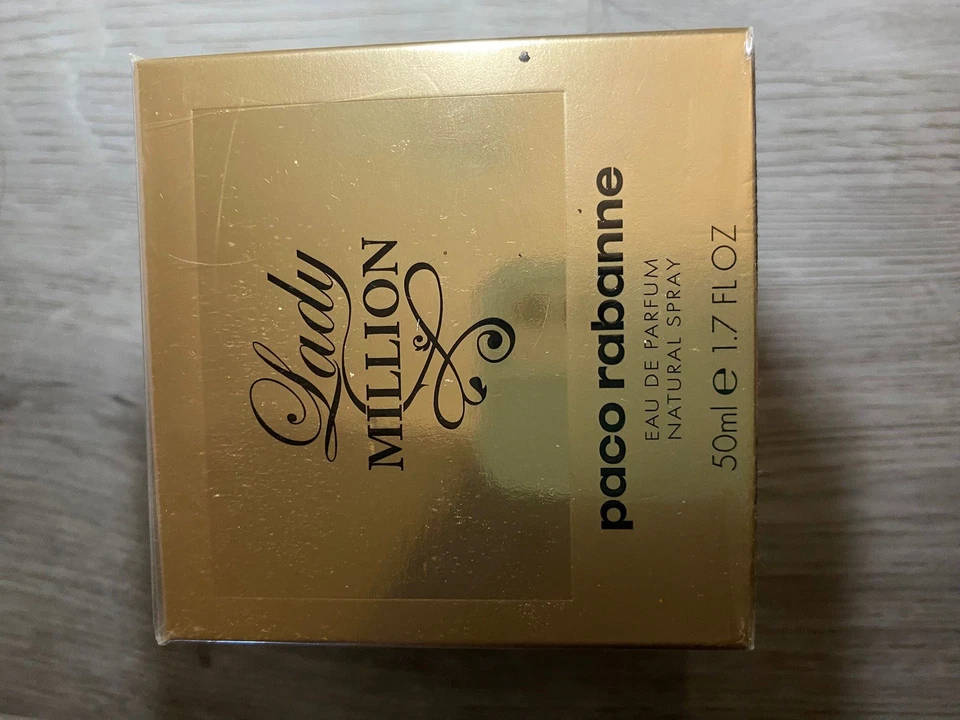 Lady
MILLION
paco rabanne
EAU DE PARFUM
NATURAL SPRAY
50ml e 1.7 FL OZ